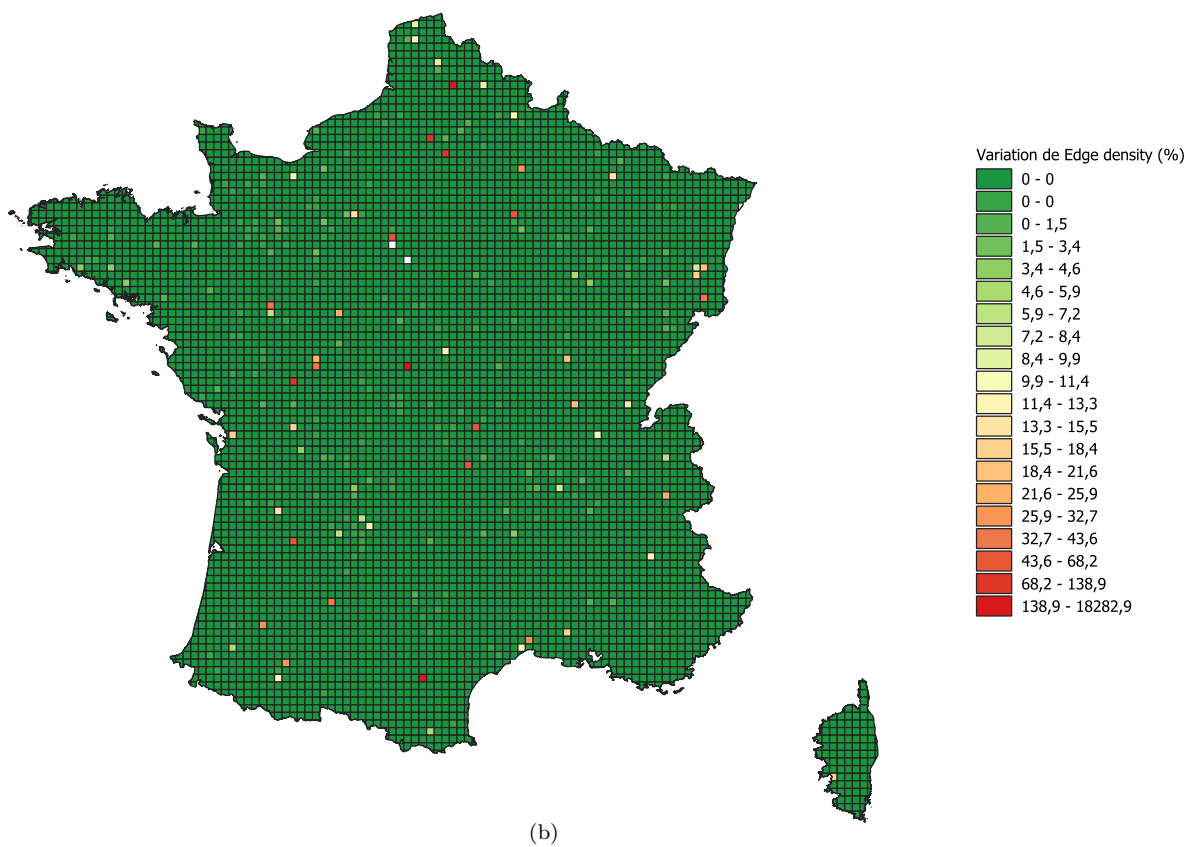 Variation de Edge density (%)
0 - 0
0 - 0
0 - 1,5
1,5 - 3,4
3,4 - 4,6
4,6 - 5,9
5,9 - 7,2
7,2 - 8,4
8,4 - 9,9
9,9 - 11,4
11,4 - 13,3
13,3 - 15,5
15,5 - 18,4
18,4 - 21,6
21,6 - 25,9
25,9 - 32,7
32,7 - 43,6
43,6 - 68,2
68,2 - 138,9
138,9 - 18282,9
(b)